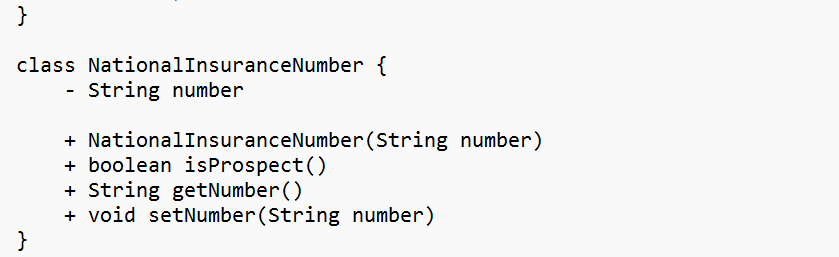 }
class NationalInsuranceNumber {
- String number
+ NationalInsuranceNumber(String number)
+ boolean isProspect()
+ String getNumber()
+ void setNumber(String number)
}